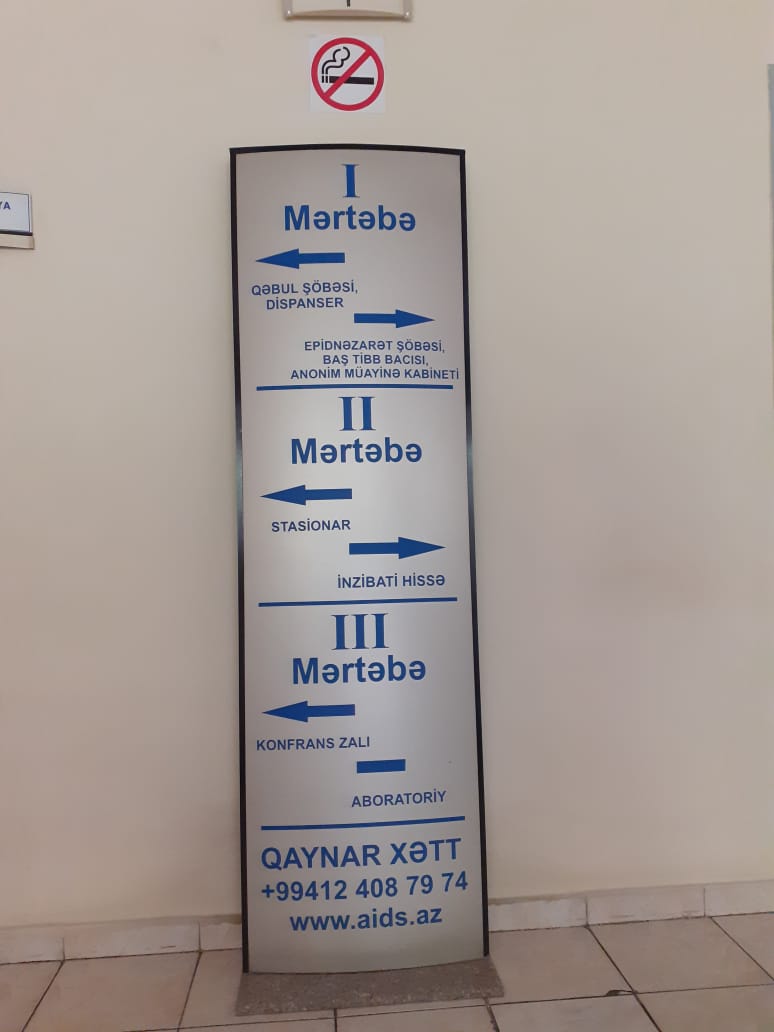 YA
I
Mərtəbə
QƏBUL ŞÖBƏSİ,
DİSPANSER
EPİDNƏZARƏT ŞÖBƏSİ,
BAŞ TİBB BACISI,
ANONİM MÜAYİNƏ KABİNETİ
II
Mərtəbə
STASİONAR
İNZİBATİ HİSSƏ
III
Mərtəbə
KONFRANS ZALI
ABORATORİY
QAYNAR XƏTT
+99412 408 79 74
www.aids.az